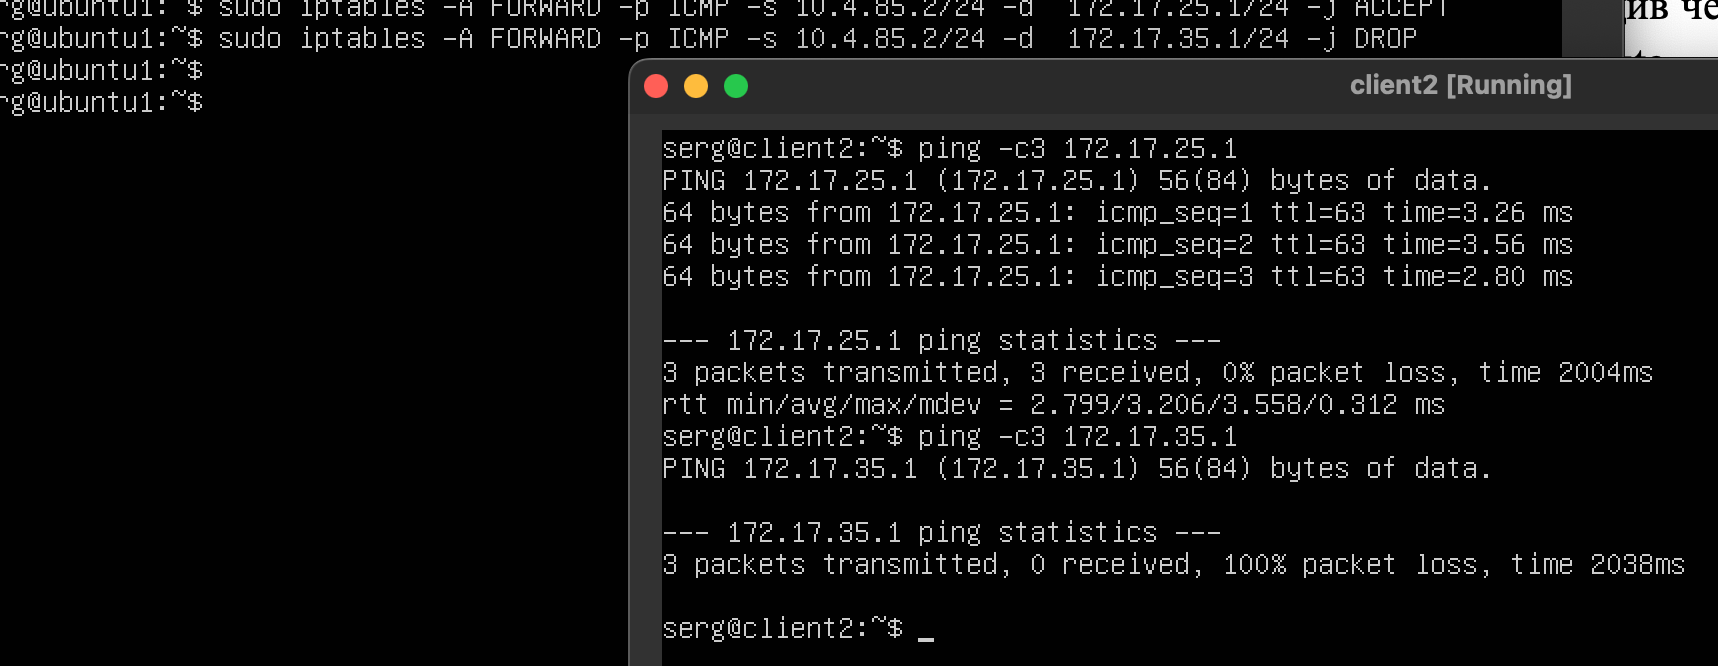 rg@ubuntu1:~$ sudo iptables -A FORWARD -p ICMP -s 10.4.85.2/24 -d  172.17.25.1/24 -j ACCEPT
rg@ubuntu1:~$ sudo iptables -A FORWARD -p ICMP -s 10.4.85.2/24 -d  172.17.35.1/24 -j DROP
rg@ubuntu1:~$
rg@ubuntu1:~$
ив че
client2 [Running]
serg@client2:~$ ping -c3 172.17.25.1
PING 172.17.25.1 (172.17.25.1) 56(84) bytes of data.
64 bytes from 172.17.25.1: icmp_seq=1 ttl=63 time=3.26 ms
64 bytes from 172.17.25.1: icmp_seq=2 ttl=63 time=3.56 ms
64 bytes from 172.17.25.1: icmp_seq=3 ttl=63 time=2.80 ms
--- 172.17.25.1 ping statistics ---
3 packets transmitted, 3 received, 0% packet loss, time 2004ms
rtt min/avg/max/mdev = 2.799/3.206/3.558/0.312 ms
serg@client2:~$ ping -c3 172.17.35.1
PING 172.17.35.1 (172.17.35.1) 56(84) bytes of data.
--- 172.17.35.1 ping statistics ---
3 packets transmitted, 0 received, 100% packet loss, time 2038ms
serg@client2:~$ _